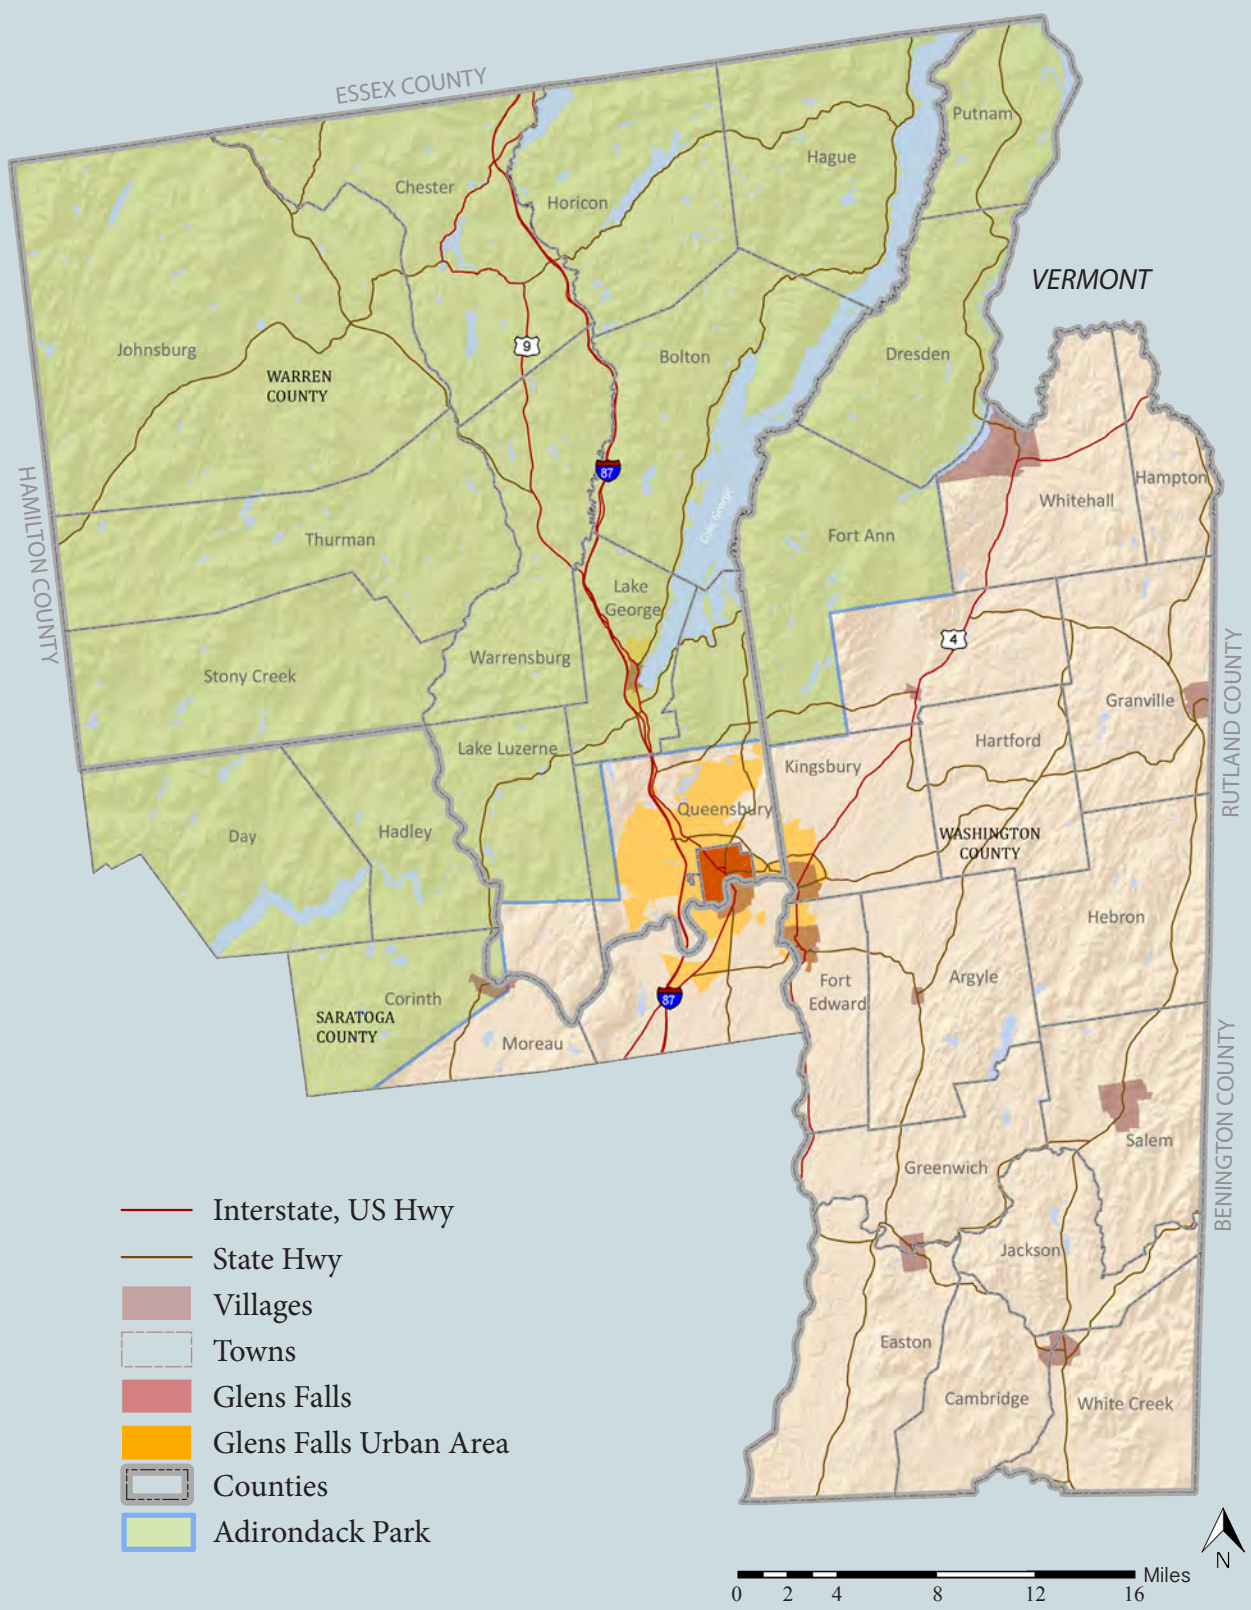 ESSEX COUNTY
Putnam
Hague
Chester
Horicon
VERMONT
Johnsburg
9
Bolton
Dresden
WARREN
COUNTY
HAMILTON COUNTY
87
Hampton
Whitehall
Lake George
Thurman
Fort Ann
Lake
George
4
Warrensburg
Stony Creek
RUTLAND COUNTY
Granville
Lake Luzerne
Hartford
Kingsbury
Queensbury
Day
Hadley
WASHINGTON
COUNTY
Hebron
Argyle
Fort
Edward
Corinth
87
SARATOGA
COUNTY
Moreau
BENINGTON COUNTY
Salem
Greenwich
Jackson
Easton
Cambridge
White Creek
Interstate, US Hwy
State Hwy
Villages
Towns
Glens Falls
Glens Falls Urban Area
Counties
Adirondack Park
N
Miles
0 2 4 8 12 16